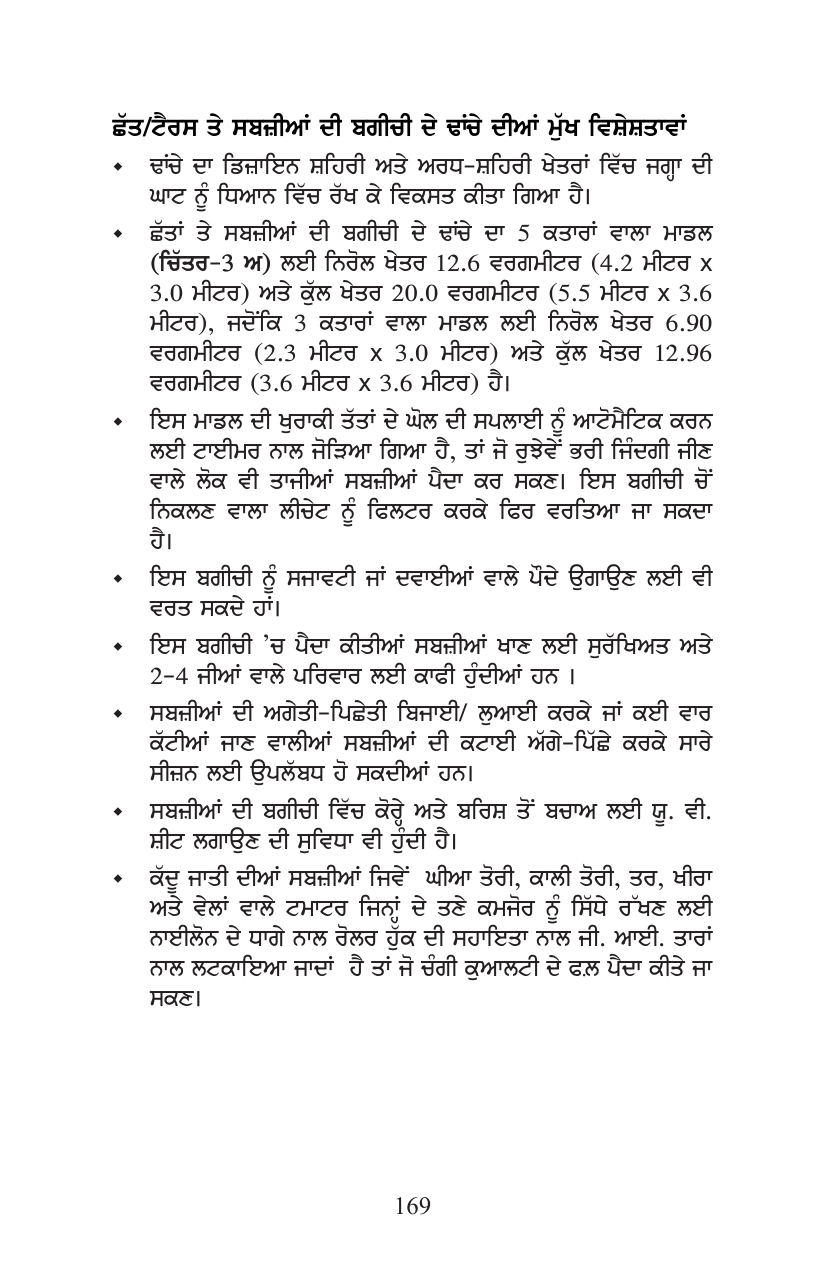 ਛੱਤ/ਟੈਰਸ ਤੇ ਸਬਜ਼ੀਆਂ ਦੀ ਬਗੀਚੀ ਦੇ ਢਾਂਚੇ ਦੀਆਂ ਮੁੱਖ ਵਿਸ਼ੇਸ਼ਤਾਵਾਂ
⬥ ਢਾਂਚੇ ਦਾ ਡਿਜ਼ਾਇਨ ਸ਼ਹਿਰੀ ਅਤੇ ਅਰਧ-ਸ਼ਹਿਰੀ ਖੇਤਰਾਂ ਵਿੱਚ ਜਗ੍ਹਾ ਦੀ
ਘਾਟ ਨੂੰ ਧਿਆਨ ਵਿੱਚ ਰੱਖ ਕੇ ਵਿਕਸਤ ਕੀਤਾ ਗਿਆ ਹੈ।
⬥ ਛੱਤਾਂ ਤੇ ਸਬਜ਼ੀਆਂ ਦੀ ਬਗੀਚੀ ਦੇ ਢਾਂਚੇ ਦਾ 5 ਕਤਾਰਾਂ ਵਾਲਾ ਮਾਡਲ
(ਚਿੱਤਰ-3 ਅ) ਲਈ ਨਿਰੋਲ ਖੇਤਰ 12.6 ਵਰਗਮੀਟਰ (4.2 ਮੀਟਰ x
3.0 ਮੀਟਰ) ਅਤੇ ਕੁੱਲ ਖੇਤਰ 20.0 ਵਰਗਮੀਟਰ (5.5 ਮੀਟਰ x 3.6
ਮੀਟਰ), ਜਦੋਂਕਿ 3 ਕਤਾਰਾਂ ਵਾਲਾ ਮਾਡਲ ਲਈ ਨਿਰੋਲ ਖੇਤਰ 6.90
ਵਰਗਮੀਟਰ (2.3 ਮੀਟਰ x 3.0 ਮੀਟਰ) ਅਤੇ ਕੁੱਲ ਖੇਤਰ 12.96
ਵਰਗਮੀਟਰ (3.6 ਮੀਟਰ x 3.6 ਮੀਟਰ) ਹੈ।
⬥ ਇਸ ਮਾਡਲ ਦੀ ਖੁਰਾਕੀ ਤੱਤਾਂ ਦੇ ਘੋਲ ਦੀ ਸਪਲਾਈ ਨੂੰ ਆਟੋਮੈਟਿਕ ਕਰਨ
ਲਈ ਟਾਈਮਰ ਨਾਲ ਜੋੜਿਆ ਗਿਆ ਹੈ, ਤਾਂ ਜੋ ਰੁਝੇਵੇਂ ਭਰੀ ਜਿੰਦਗੀ ਜੀਣ
ਵਾਲੇ ਲੋਕ ਵੀ ਤਾਜੀਆਂ ਸਬਜ਼ੀਆਂ ਪੈਦਾ ਕਰ ਸਕਣ। ਇਸ ਬਗੀਚੀ ਚੋਂ
ਨਿਕਲਣ ਵਾਲਾ ਲੀਚੇਟ ਨੂੰ ਫਿਲਟਰ ਕਰਕੇ ਫਿਰ ਵਰਤਿਆ ਜਾ ਸਕਦਾ
ਹੈ।
⬥ ਇਸ ਬਗੀਚੀ ਨੂੰ ਸਜਾਵਟੀ ਜਾਂ ਦਵਾਈਆਂ ਵਾਲੇ ਪੌਦੇ ਉਗਾਉਣ ਲਈ ਵੀ
ਵਰਤ ਸਕਦੇ ਹਾਂ।
⬥ ਇਸ ਬਗੀਚੀ ’ਚ ਪੈਦਾ ਕੀਤੀਆਂ ਸਬਜ਼ੀਆਂ ਖਾਣ ਲਈ ਸੁਰੱਖਿਅਤ ਅਤੇ
2-4 ਜੀਆਂ ਵਾਲੇ ਪਰਿਵਾਰ ਲਈ ਕਾਫੀ ਹੁੰਦੀਆਂ ਹਨ ।
⬥ ਸਬਜ਼ੀਆਂ ਦੀ ਅਗੇਤੀ-ਪਿਛੇਤੀ ਬਿਜਾਈ/ ਲੁਆਈ ਕਰਕੇ ਜਾਂ ਕਈ ਵਾਰ
ਕੱਟੀਆਂ ਜਾਣ ਵਾਲੀਆਂ ਸਬਜ਼ੀਆਂ ਦੀ ਕਟਾਈ ਅੱਗੇ-ਪਿੱਛੇ ਕਰਕੇ ਸਾਰੇ
ਸੀਜ਼ਨ ਲਈ ਉਪਲੱਬਧ ਹੋ ਸਕਦੀਆਂ ਹਨ।
⬥ ਸਬਜ਼ੀਆਂ ਦੀ ਬਗੀਚੀ ਵਿੱਚ ਕੋਰ੍ਹੇ ਅਤੇ ਬਰਿਸ਼ ਤੋਂ ਬਚਾਅ ਲਈ ਯੂ. ਵੀ.
ਸ਼ੀਟ ਲਗਾਉਣ ਦੀ ਸੁਵਿਧਾ ਵੀ ਹੁੰਦੀ ਹੈ।
⬥ ਕੱਦੂ ਜਾਤੀ ਦੀਆਂ ਸਬਜ਼ੀਆਂ ਜਿਵੇਂ ਘੀਆ ਤੋਰੀ, ਕਾਲੀ ਤੋਰੀ, ਤਰ, ਖੀਰਾ
ਅਤੇ ਵੇਲਾਂ ਵਾਲੇ ਟਮਾਟਰ ਜਿਨ੍ਹਾਂ ਦੇ ਤਣੇ ਕਮਜੋਰ ਨੂੰ ਸਿੱਧੇ ਰੱਖਣ ਲਈ
ਨਾਈਲੋਨ ਦੇ ਧਾਗੇ ਨਾਲ ਰੋਲਰ ਹੁੱਕ ਦੀ ਸਹਾਇਤਾ ਨਾਲ ਜੀ. ਆਈ. ਤਾਰਾਂ
ਨਾਲ ਲਟਕਾਇਆ ਜਾਦਾਂ ਹੈ ਤਾਂ ਜੋ ਚੰਗੀ ਕੁਆਲਟੀ ਦੇ ਫਲ਼ ਪੈਦਾ ਕੀਤੇ ਜਾ
ਸਕਣ।
169